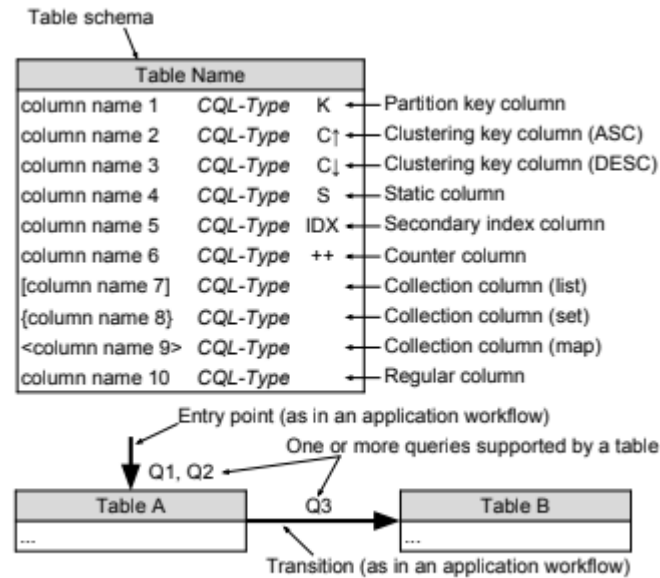 Table schema
Table Name
column name 1 CQL-Type K Partition key column
column name 2 CQL-Type C↑ Clustering key column (ASC)
column name 3 CQL-Type C↓ Clustering key column (DESC)
column name 4 CQL-Type S Static column
column name 5 CQL-Type IDX Secondary index column
column name 6 CQL-Type ++ Counter column
[column name 7] CQL-Type Collection column (list)
{column name 8} CQL-Type Collection column (set)
<column name 9> CQL-Type Collection column (map)
column name 10 CQL-Type Regular column
Entry point (as in an application workflow)
One or more queries supported by a table
Q1, Q2
Table A Q3 Table B
... ...
Transition (as in an application workflow)